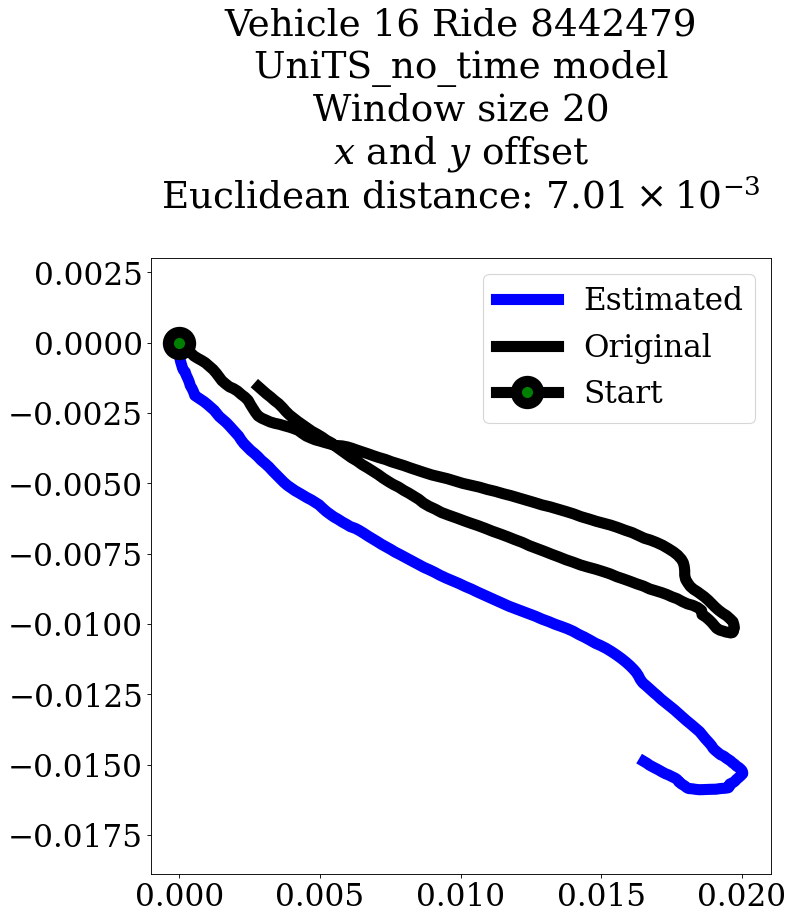 Vehicle 16 Ride 8442479
UniTS_no_time model
Window size 20
x and y offset
Euclidean distance: 7.01 × 10⁻³
Estimated
Original
Start
0.0025
0.0000
−0.0025
−0.0050
−0.0075
−0.0100
−0.0125
−0.0150
−0.0175
0.000 0.005 0.010 0.015 0.020